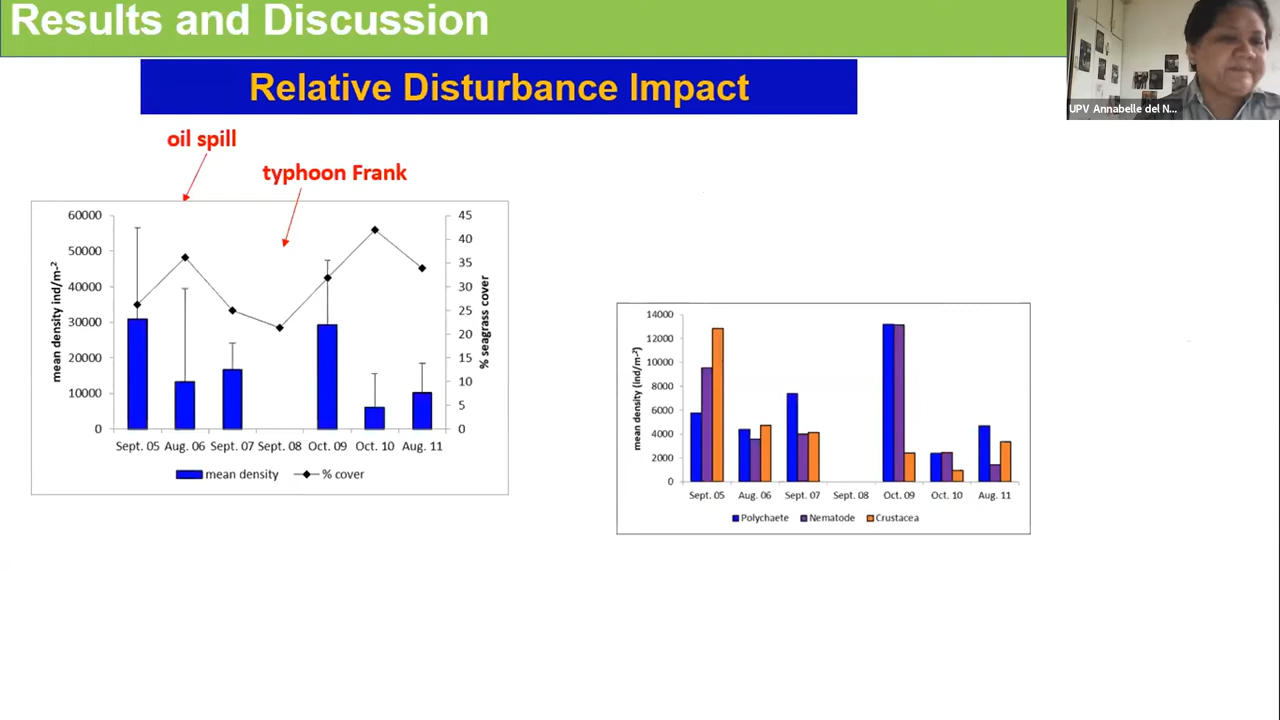 Results and Discussion
UPV Annabelle del N...
Relative Disturbance Impact
oil spill
typhoon Frank
60000
50000
40000
30000
20000
10000
0
mean density ind/m-²
45
40
35
30
25
20
15
10
5
0
% seagrass cover
Sept. 05 Aug. 06 Sept. 07 Sept. 08 Oct. 09 Oct. 10 Aug. 11
mean density % cover
14000
12000
10000
8000
6000
4000
2000
0
mean density (ind/m-²)
Sept. 05 Aug. 06 Sept. 07 Sept. 08 Oct. 09 Oct. 10 Aug. 11
Polychaete Nematode Crustacea